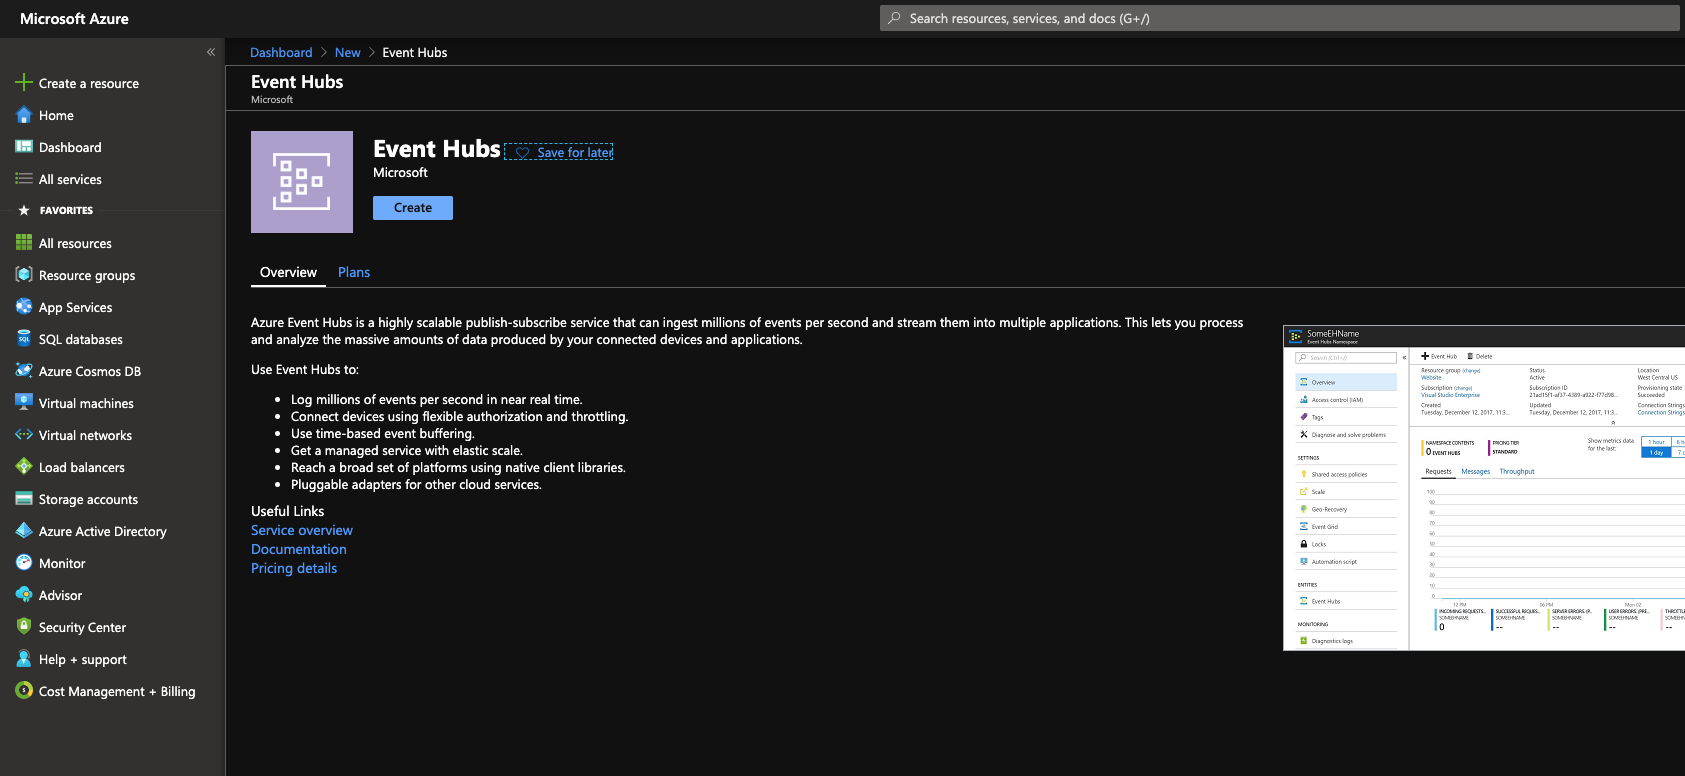 Microsoft Azure
Search resources, services, and docs (G+/)
«
Create a resource
Home
Dashboard
All services
FAVORITES
All resources
Resource groups
App Services
SQL databases
Azure Cosmos DB
Virtual machines
Virtual networks
Load balancers
Storage accounts
Azure Active Directory
Monitor
Advisor
Security Center
Help + support
Cost Management + Billing
Dashboard > New > Event Hubs
Event Hubs
Microsoft
Event Hubs Save for later
Microsoft
Create
Overview Plans
Azure Event Hubs is a highly scalable publish-subscribe service that can ingest millions of events per second and stream them into multiple applications. This lets you process
and analyze the massive amounts of data produced by your connected devices and applications.
Use Event Hubs to:
• Log millions of events per second in near real time.
• Connect devices using flexible authorization and throttling.
• Use time-based event buffering.
• Get a managed service with elastic scale.
• Reach a broad set of platforms using native client libraries.
• Pluggable adapters for other cloud services.
Useful Links
Service overview
Documentation
Pricing details
SomeEHName
Event Hubs Namespace
Search (Ctrl+/)
Overview
Access control (IAM)
Tags
Diagnose and solve problems
SETTINGS
Shared access policies
Scale
Geo-Recovery
Event Grid
Locks
Automation script
ENTITIES
Event Hubs
MONITORING
Diagnostics logs
Event Hub Delete
Resource group (change)
Website
Subscription (change)
Visual Studio Enterprise
Created
Tuesday, December 12, 2017, 11:3...
Status
Active
Subscription ID
Updated
Tuesday, December 12, 2017, 11:3...
Location
West Central US
Provisioning state
Succeeded
Connection Strings
Connection Strings
NAMESPACE CONTENTS
0 EVENT HUBS
PRICING TIER
STANDARD
Show metrics data
for the last:
1 hour
1 day
Requests Messages Throughput
100
90
80
70
60
50
40
30
20
10
0
12 PM 06 PM Mon 02
INCOMING REQUESTS...
SOMEEHNAME
0
SUCCESSFUL REQUES...
SOMEEHNAME
--
SERVER ERRORS. (P...
SOMEEHNAME
--
USER ERRORS. (PRE...
SOMEEHNAME
--
--